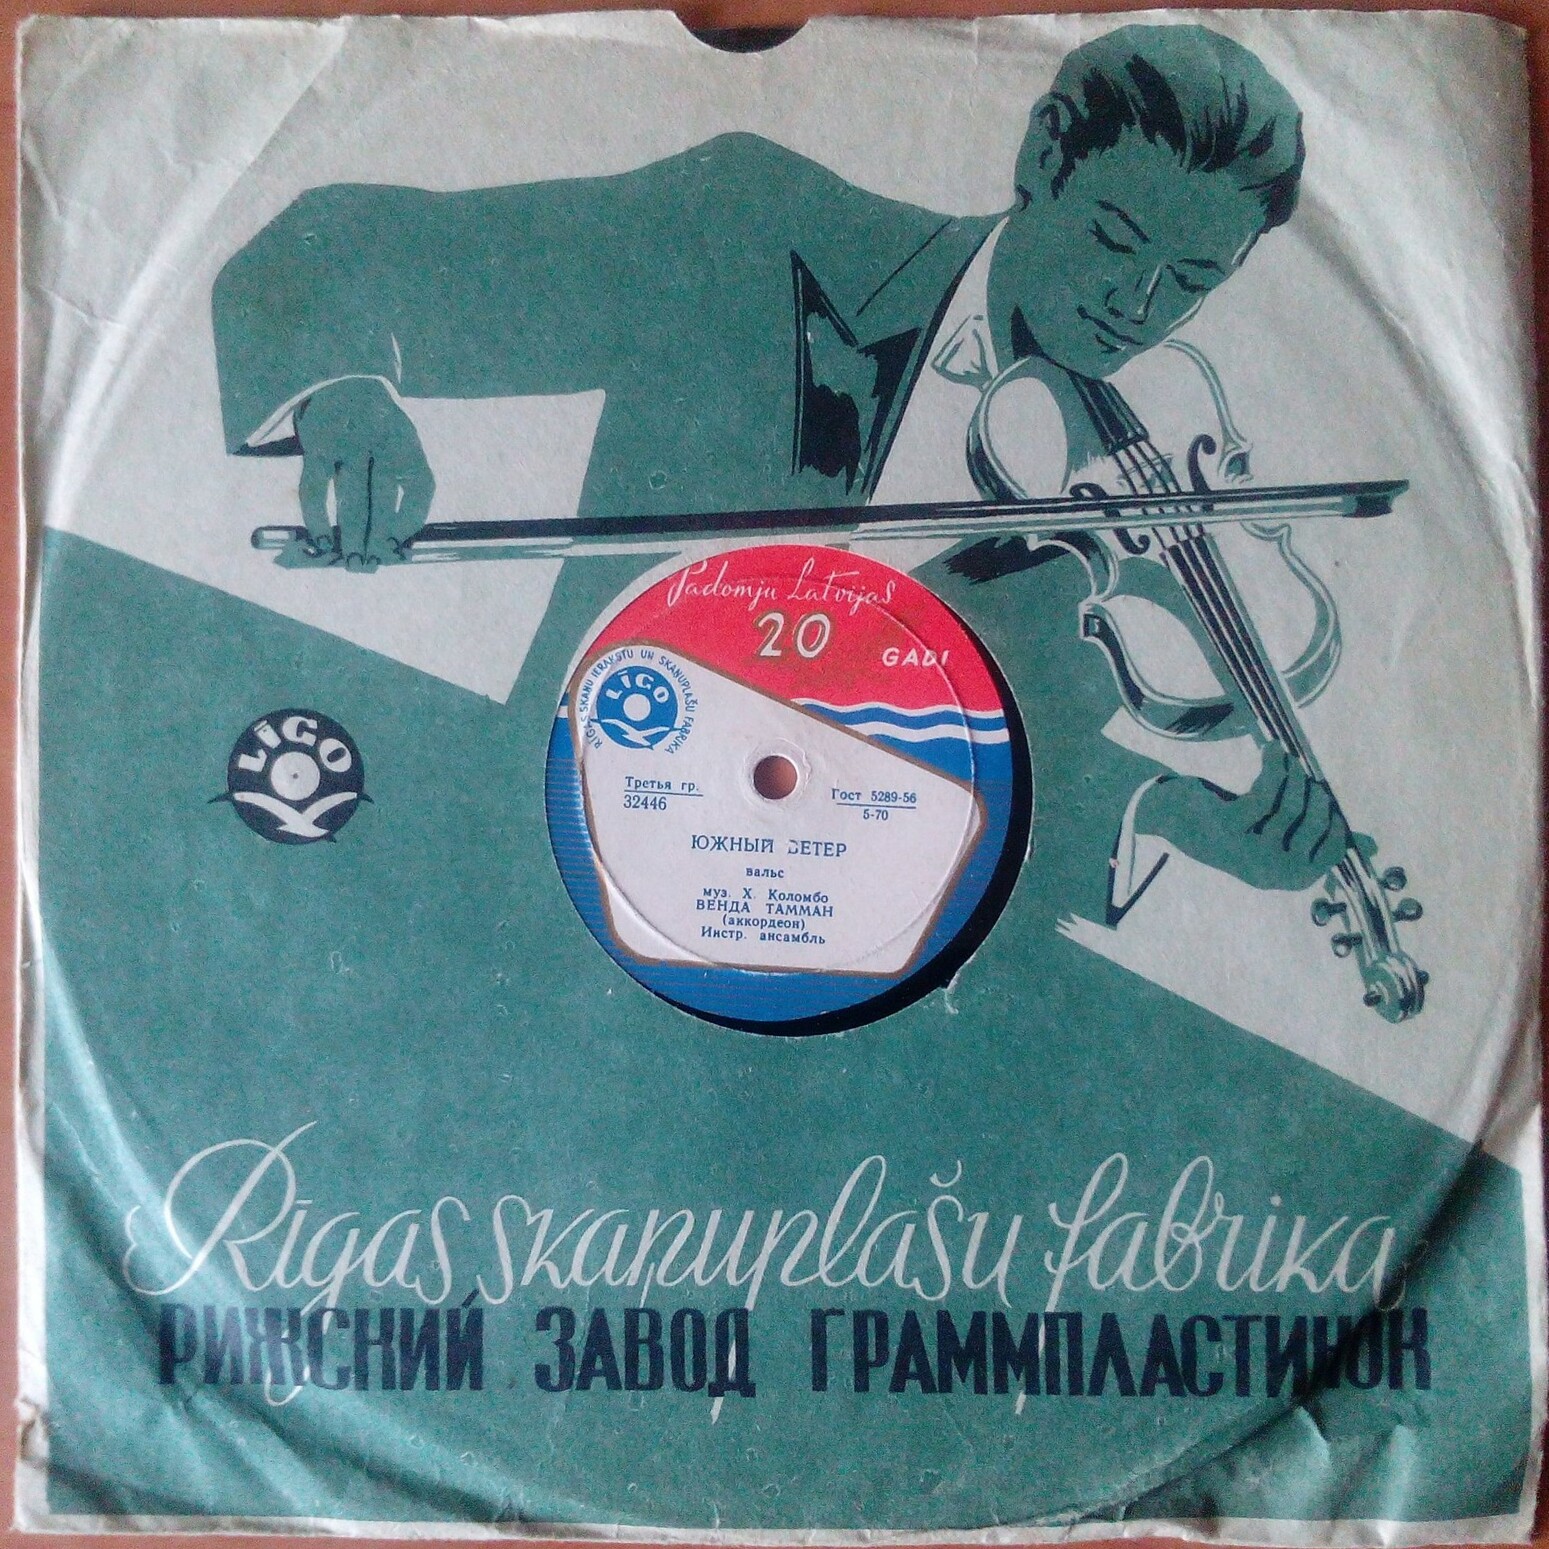 Padomju Latvijas
20
GADI
RĪGAS SKAŅU IERAKSTU UN SKAŅUPLAŠU FABRIKA
LĪGO
Третья гр.
32446
Гост 5289-56
5-70
ЮЖНЫЙ ВЕТЕР
вальс
муз. Х. Коломбо
ВЕНДА ТАММАН
(аккордеон)
Инстр. ансамбль
LĪGO
Rīgas skaņuplašu fabrika
РИЖСКИЙ ЗАВОД ГРАММПЛАСТИНОК